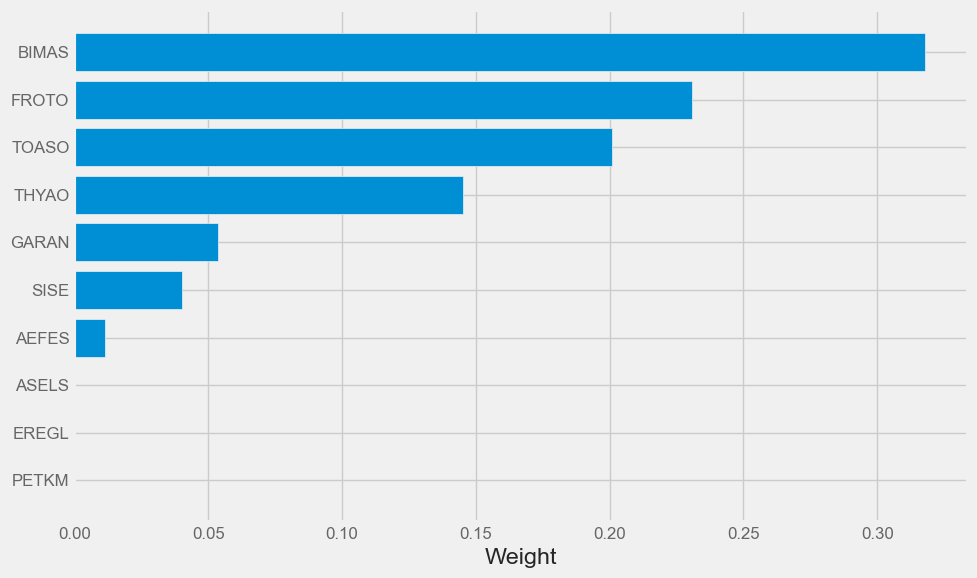 BIMAS
FROTO
TOASO
THYAO
GARAN
SISE
AEFES
ASELS
EREGL
PETKM
0.00 0.05 0.10 0.15 0.20 0.25 0.30
Weight